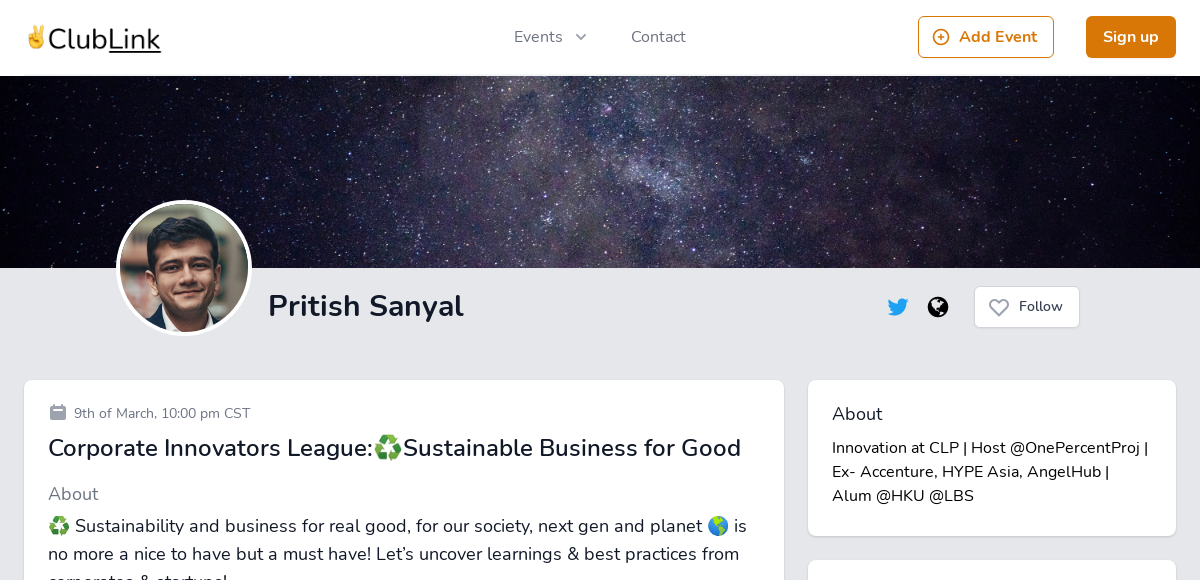 ✌️ClubLink
Events
Contact
Add Event
Sign up
Pritish Sanyal
Follow
9th of March, 10:00 pm CST
Corporate Innovators League:♻️Sustainable Business for Good
About
♻️ Sustainability and business for real good, for our society, next gen and planet 🌎 is
no more a nice to have but a must have! Let’s uncover learnings & best practices from
corporates & startups!
About
Innovation at CLP | Host @OnePercentProj |
Ex- Accenture, HYPE Asia, AngelHub |
Alum @HKU @LBS